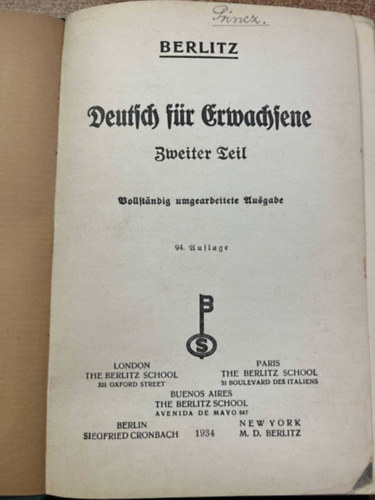 Princz.
BERLITZ
Deutsch für Erwachsene
Zweiter Teil
Vollständig umgearbeitete Ausgabe
94. Auflage
B
S
LONDON
THE BERLITZ SCHOOL
321 OXFORD STREET
PARIS
THE BERLITZ SCHOOL
31 BOULEVARD DES ITALIENS
BUENOS AIRES
THE BERLITZ SCHOOL
AVENIDA DE MAYO 847
BERLIN
SIEGFRIED CRONBACH
1934
NEW YORK
M. D. BERLITZ